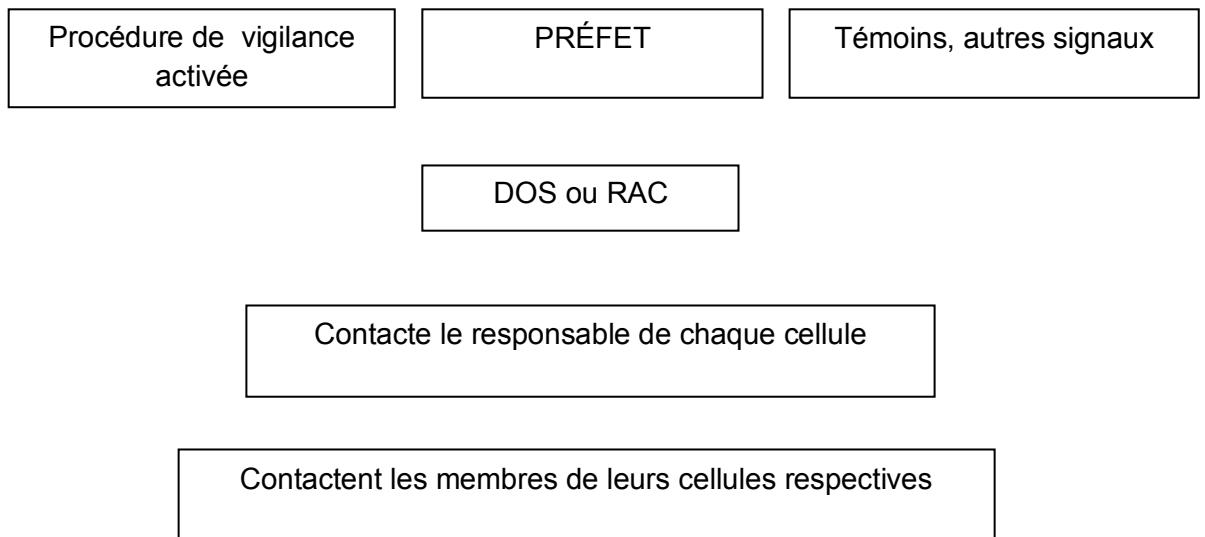 Procédure de vigilance
activée
PRÉFET
Témoins, autres signaux
DOS ou RAC
Contacte le responsable de chaque cellule
Contactent les membres de leurs cellules respectives